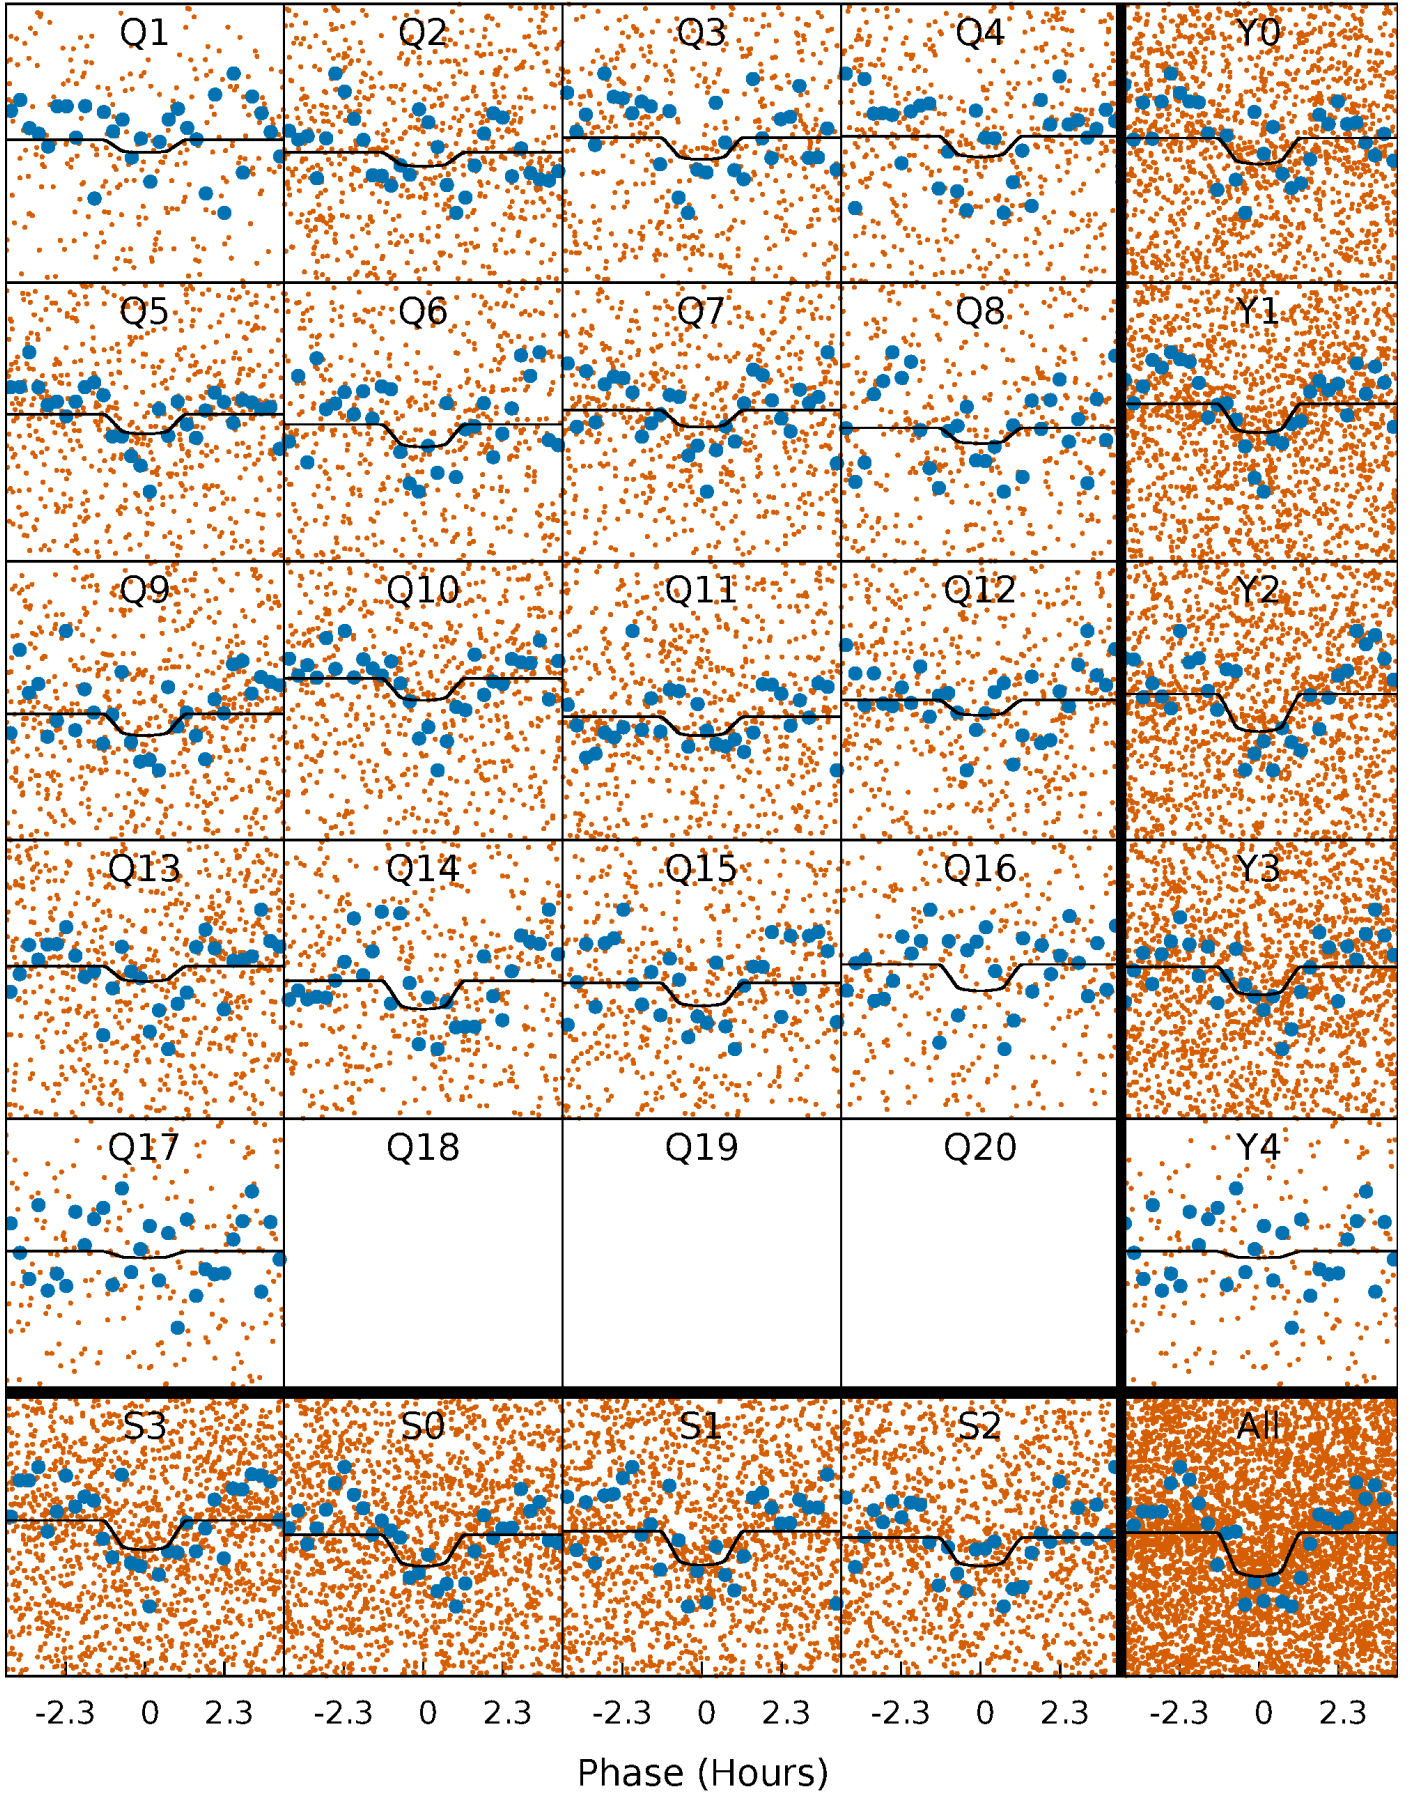 Q1 Q2 Q3 Q4 Y0
Q5 Q6 Q7 Q8 Y1
Q9 Q10 Q11 Q12 Y2
Q13 Q14 Q15 Q16 Y3
Q17 Q18 Q19 Q20 Y4
S3 S0 S1 S2 All
-2.3 0 2.3 -2.3 0 2.3 -2.3 0 2.3 -2.3 0 2.3 -2.3 0 2.3
Phase (Hours)